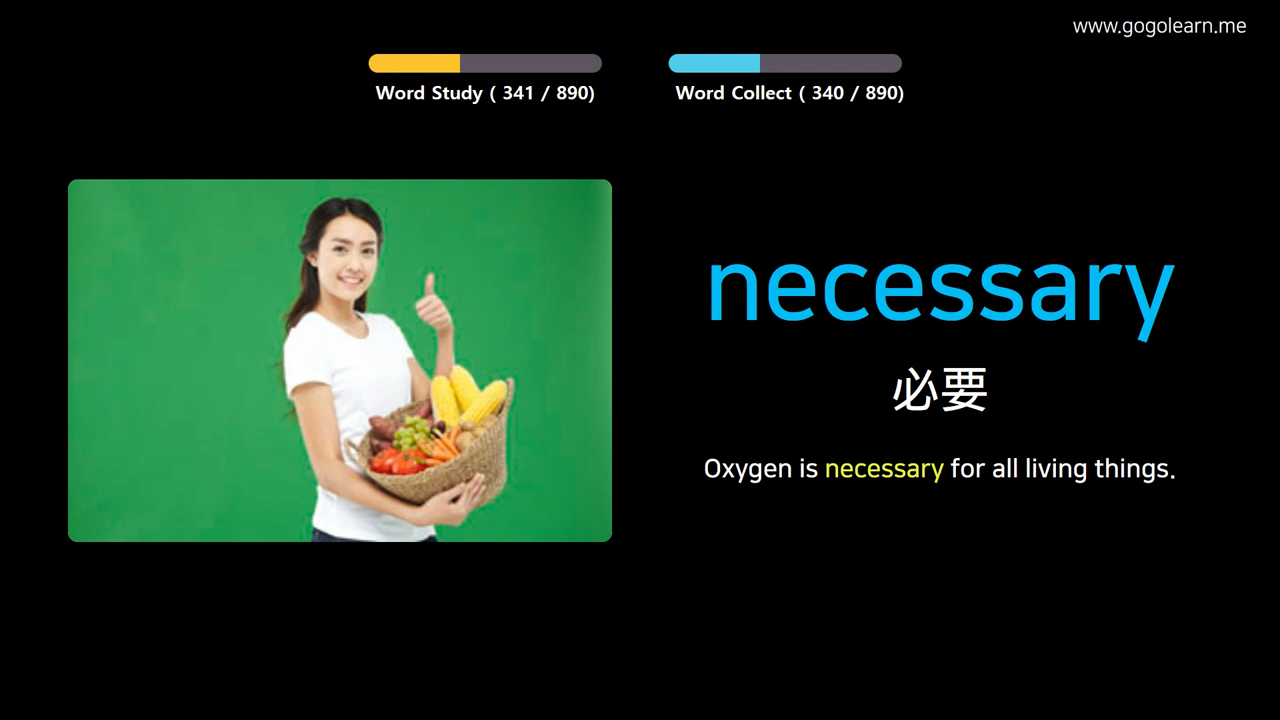 www.gogolearn.me
Word Study ( 341 / 890)
Word Collect ( 340 / 890)
necessary
必要
Oxygen is necessary for all living things.